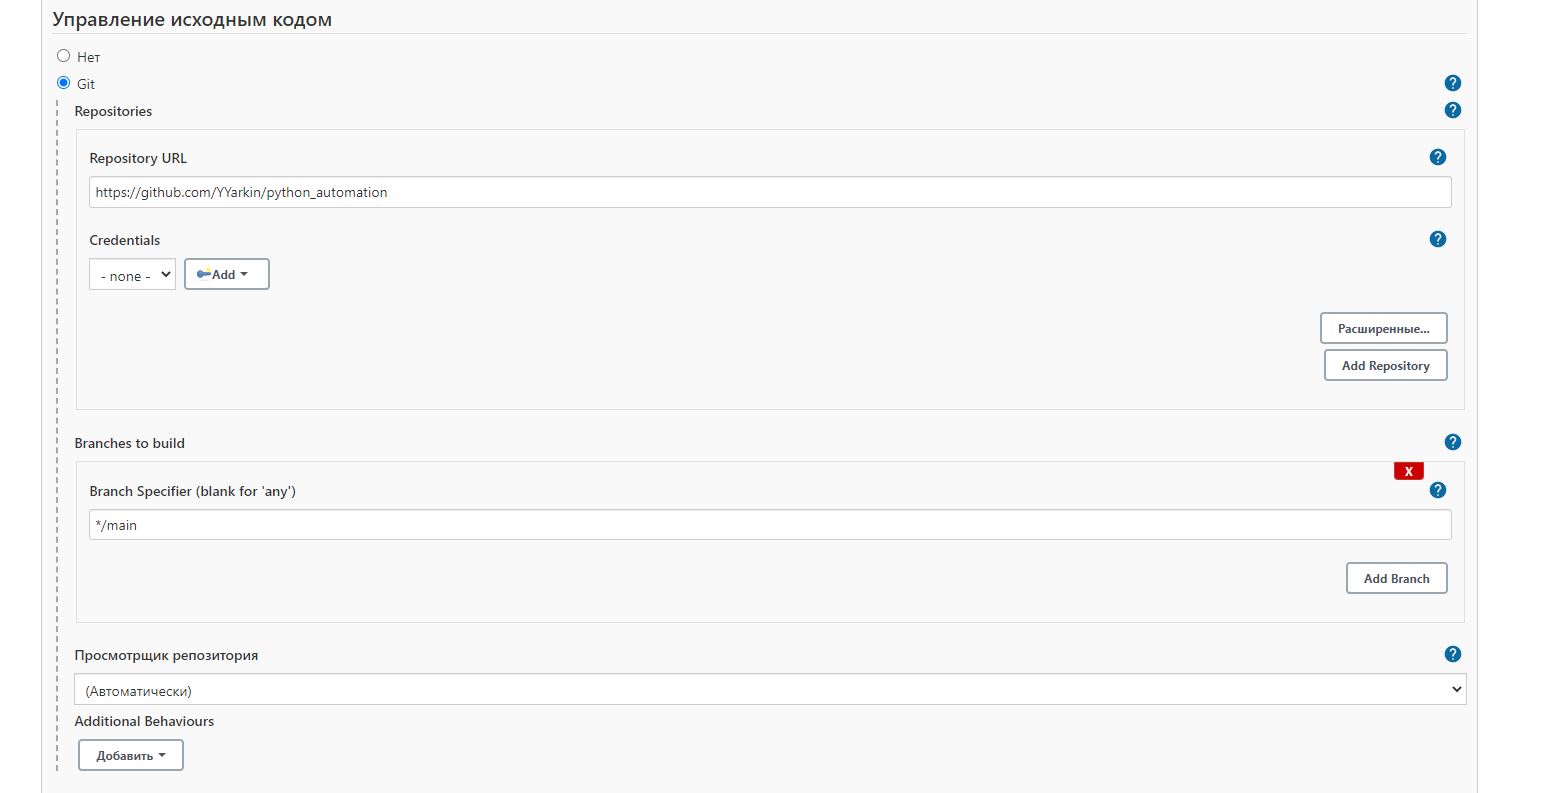 Управление исходным кодом
Нет
Git
?
Repositories
?
Repository URL
?
https://github.com/YYarkin/python_automation
Credentials
?
- none -
Add
Расширенные...
Add Repository
Branches to build
?
X
Branch Specifier (blank for 'any')
?
*/main
Add Branch
Просмотрщик репозитория
?
(Автоматически)
Additional Behaviours
Добавить